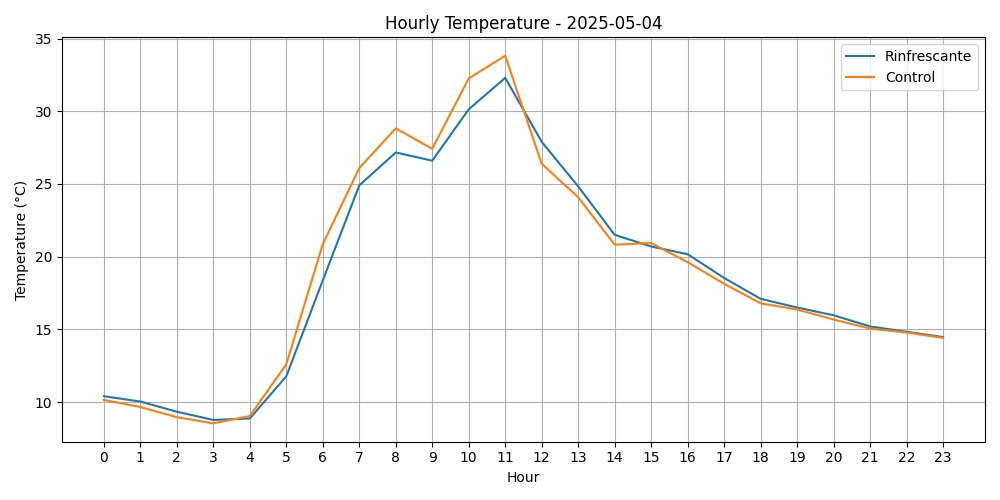 Hourly Temperature - 2025-05-04
Rinfrescante
Control
Temperature (°C)
35
30
25
20
15
10
0 1 2 3 4 5 6 7 8 9 10 11 12 13 14 15 16 17 18 19 20 21 22 23
Hour